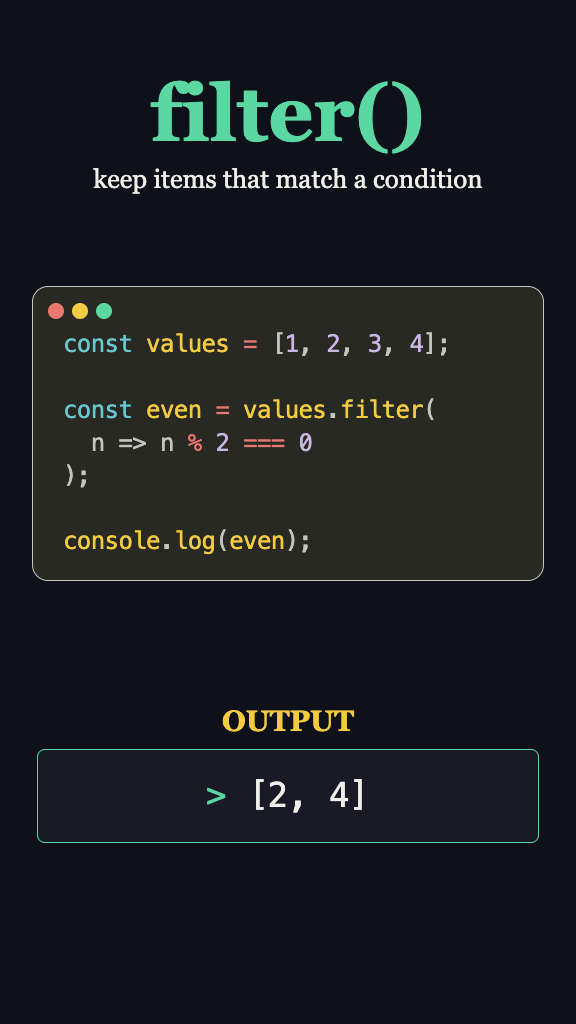 filter()
keep items that match a condition
const values = [1, 2, 3, 4];
const even = values.filter(
  n => n % 2 === 0
);
console.log(even);
OUTPUT
> [2, 4]